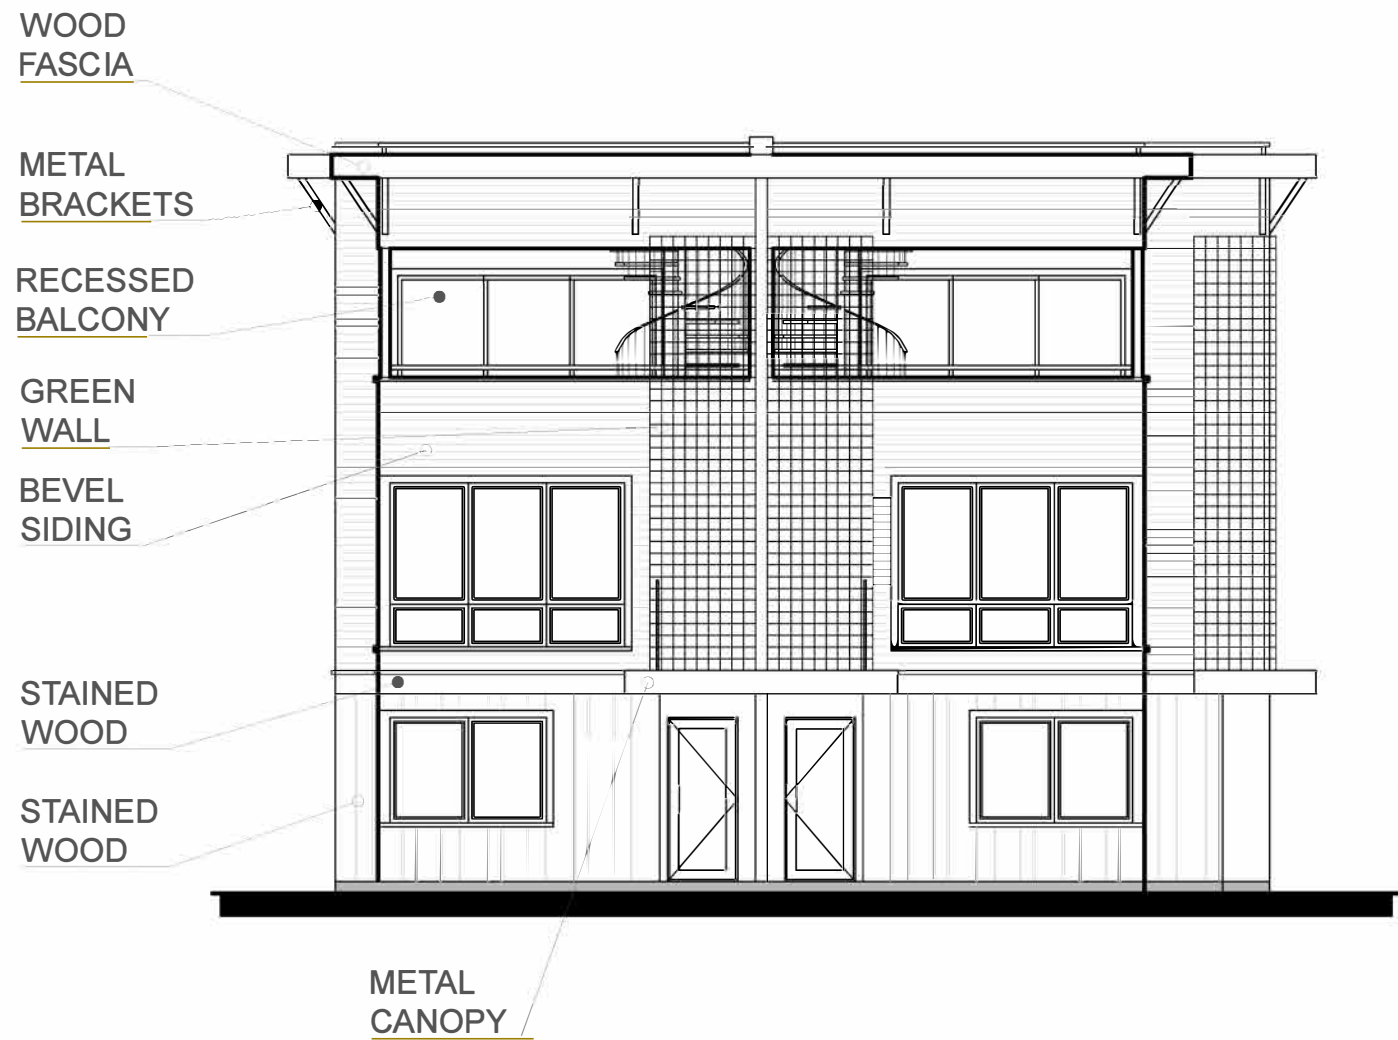 WOOD
FASCIA
METAL
BRACKETS
RECESSED
BALCONY
GREEN
WALL
BEVEL
SIDING
STAINED
WOOD
STAINED
WOOD
METAL
CANOPY